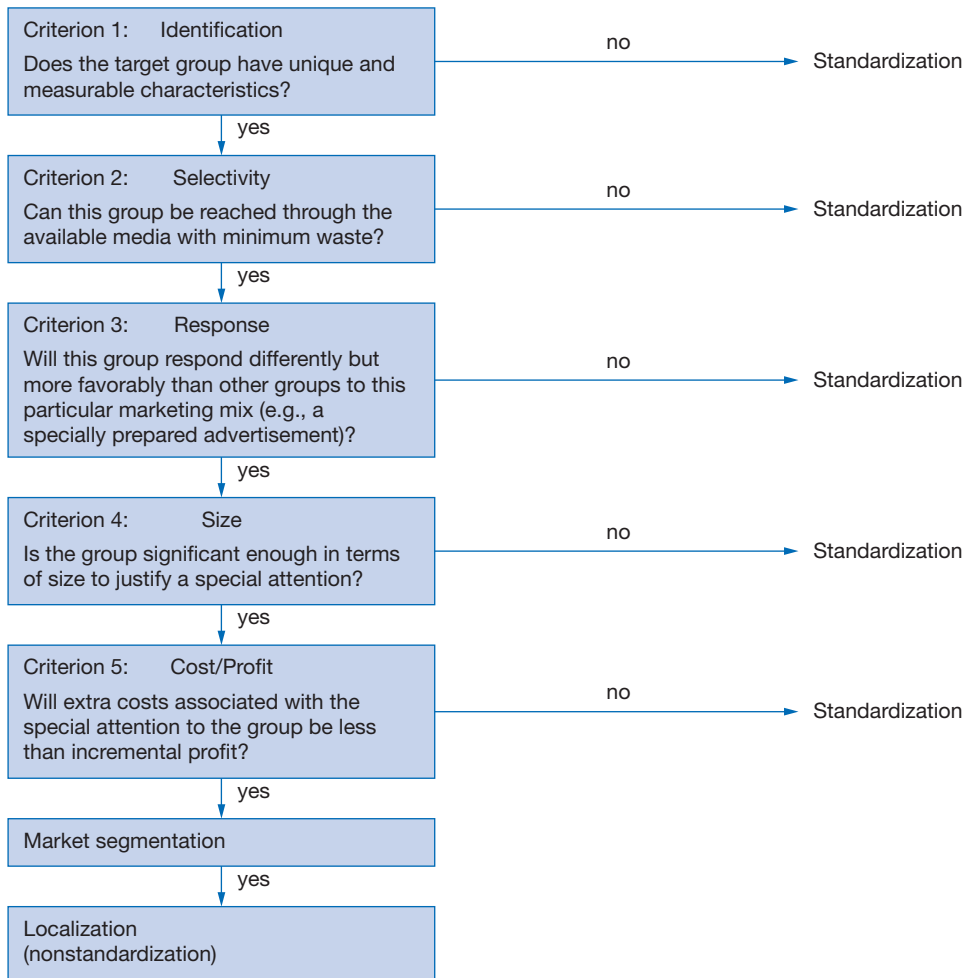 Criterion 1: Identification
Does the target group have unique and
measurable characteristics?
no
Standardization
yes
Criterion 2: Selectivity
Can this group be reached through the
available media with minimum waste?
no
Standardization
yes
Criterion 3: Response
Will this group respond differently but
more favorably than other groups to this
particular marketing mix (e.g., a
specially prepared advertisement)?
no
Standardization
yes
Criterion 4: Size
Is the group significant enough in terms
of size to justify a special attention?
no
Standardization
yes
Criterion 5: Cost/Profit
Will extra costs associated with the
special attention to the group be less
than incremental profit?
no
Standardization
yes
Market segmentation
yes
Localization
(nonstandardization)